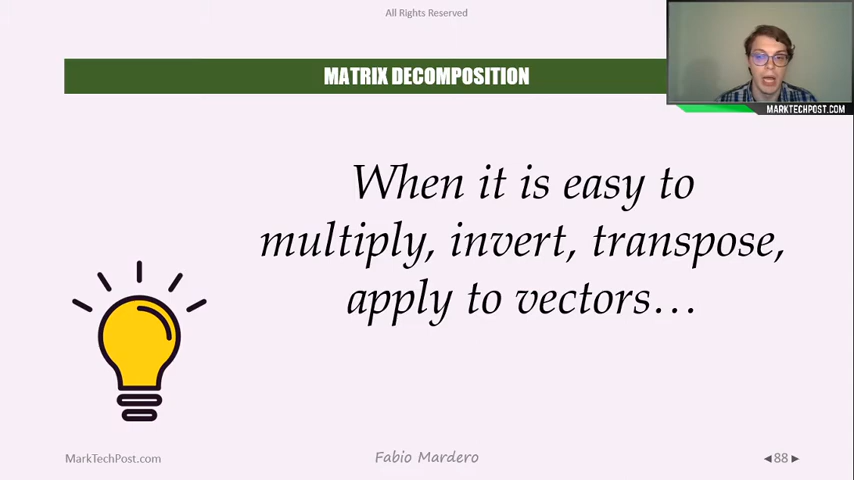 All Rights Reserved
MATRIX DECOMPOSITION
MARKTECHPOST.COM
When it is easy to
multiply, invert, transpose,
apply to vectors…
MarkTechPost.com
Fabio Mardero
88